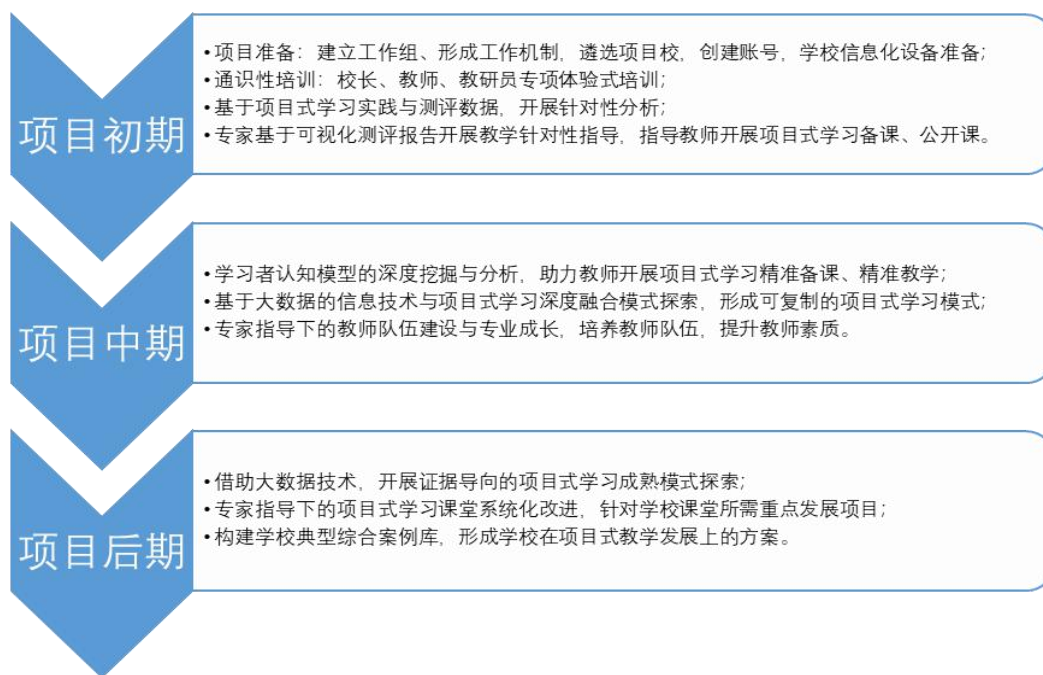 项目初期
•项目准备：建立工作组、形成工作机制，遴选项目校，创建账号，学校信息化设备准备；
•通识性培训：校长、教师、教研员专项体验式培训；
•基于项目式学习实践与测评数据，开展针对性分析；
•专家基于可视化测评报告开展教学针对性指导，指导教师开展项目式学习备课、公开课。
项目中期
•学习者认知模型的深度挖掘与分析，助力教师开展项目式学习精准备课、精准教学；
•基于大数据的信息技术与项目式学习深度融合模式探索，形成可复制的项目式学习模式；
•专家指导下的教师队伍建设与专业成长，培养教师队伍，提升教师素质。
项目后期
•借助大数据技术，开展证据导向的项目式学习成熟模式探索；
•专家指导下的项目式学习课堂系统化改进，针对学校课堂所需重点发展项目；
•构建学校典型综合案例库，形成学校在项目式教学发展上的方案。